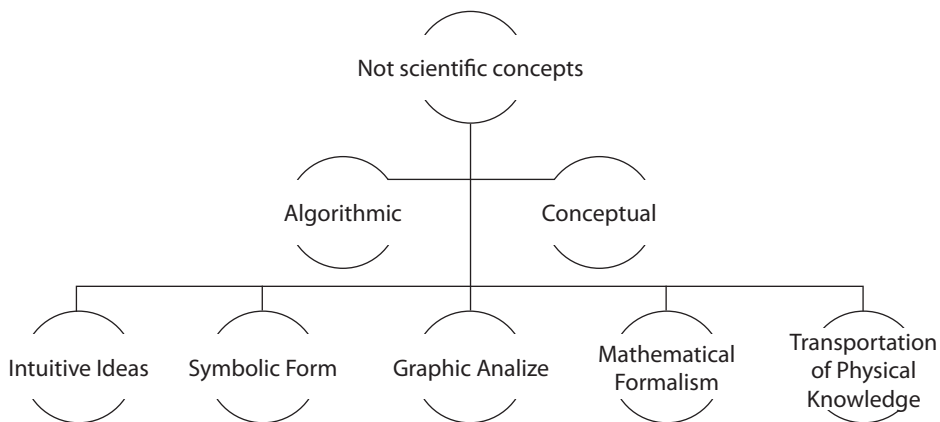 Not scientific concepts
Algorithmic
Conceptual
Intuitive Ideas
Symbolic Form
Graphic Analize
Mathematical
Formalism
Transportation
of Physical
Knowledge